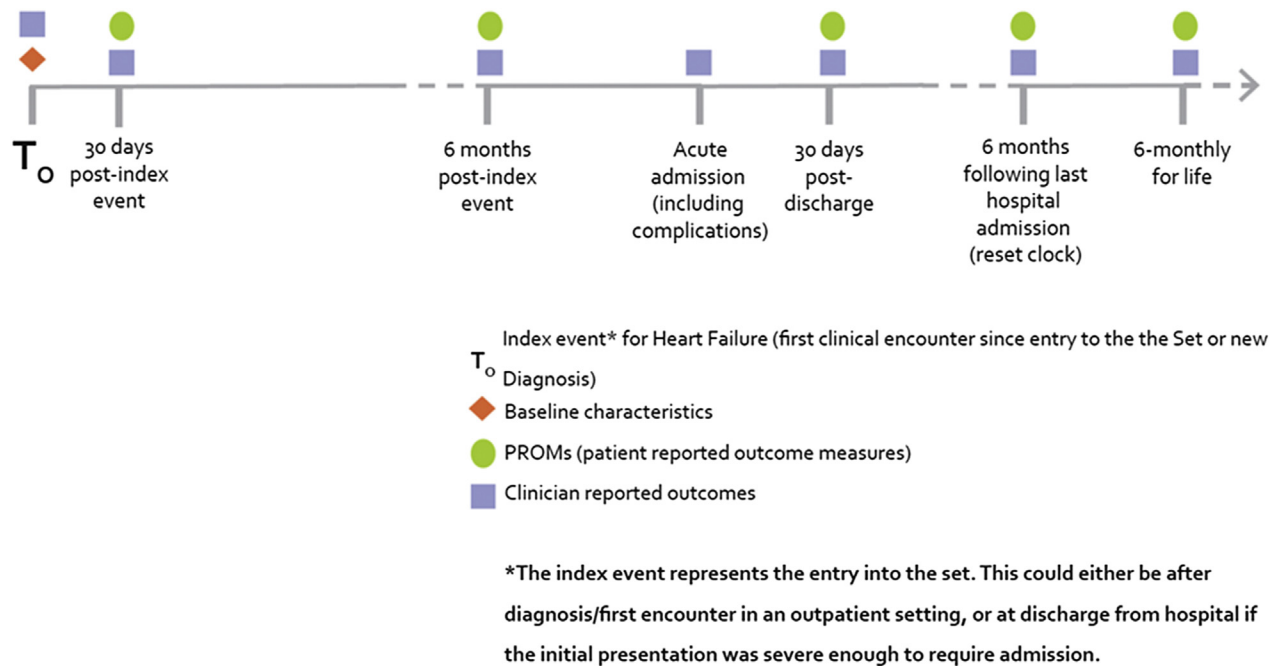 T0
30 days
post-index
event
6 months
post-index
event
Acute
admission
(including
complications)
30 days
post-
discharge
6 months
following last
hospital
admission
(reset clock)
6-monthly
for life
T0
Index event* for Heart Failure (first clinical encounter since entry to the the Set or new
Diagnosis)
Baseline characteristics
PROMs (patient reported outcome measures)
Clinician reported outcomes
*The index event represents the entry into the set. This could either be after
diagnosis/first encounter in an outpatient setting, or at discharge from hospital if
the initial presentation was severe enough to require admission.